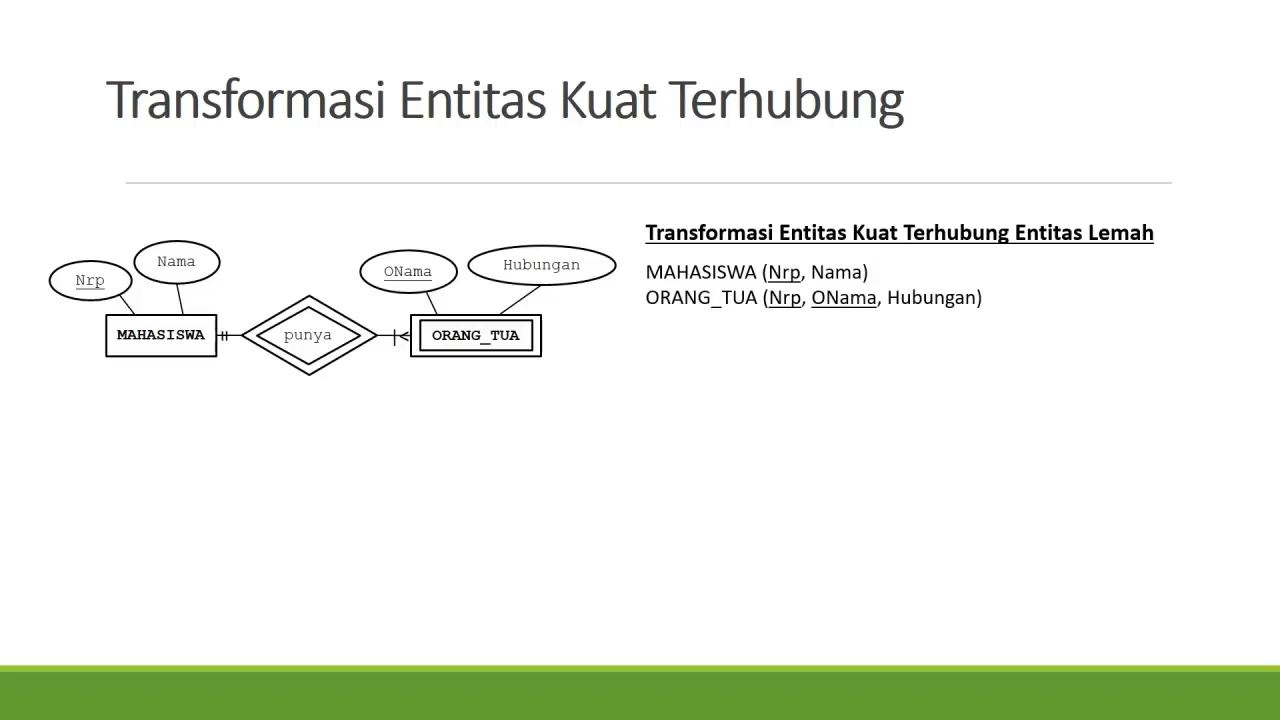 Transformasi Entitas Kuat Terhubung
Transformasi Entitas Kuat Terhubung Entitas Lemah
MAHASISWA (Nrp, Nama)
ORANG_TUA (Nrp, ONama, Hubungan)
Nrp
Nama
ONama
Hubungan
MAHASISWA
punya
ORANG_TUA